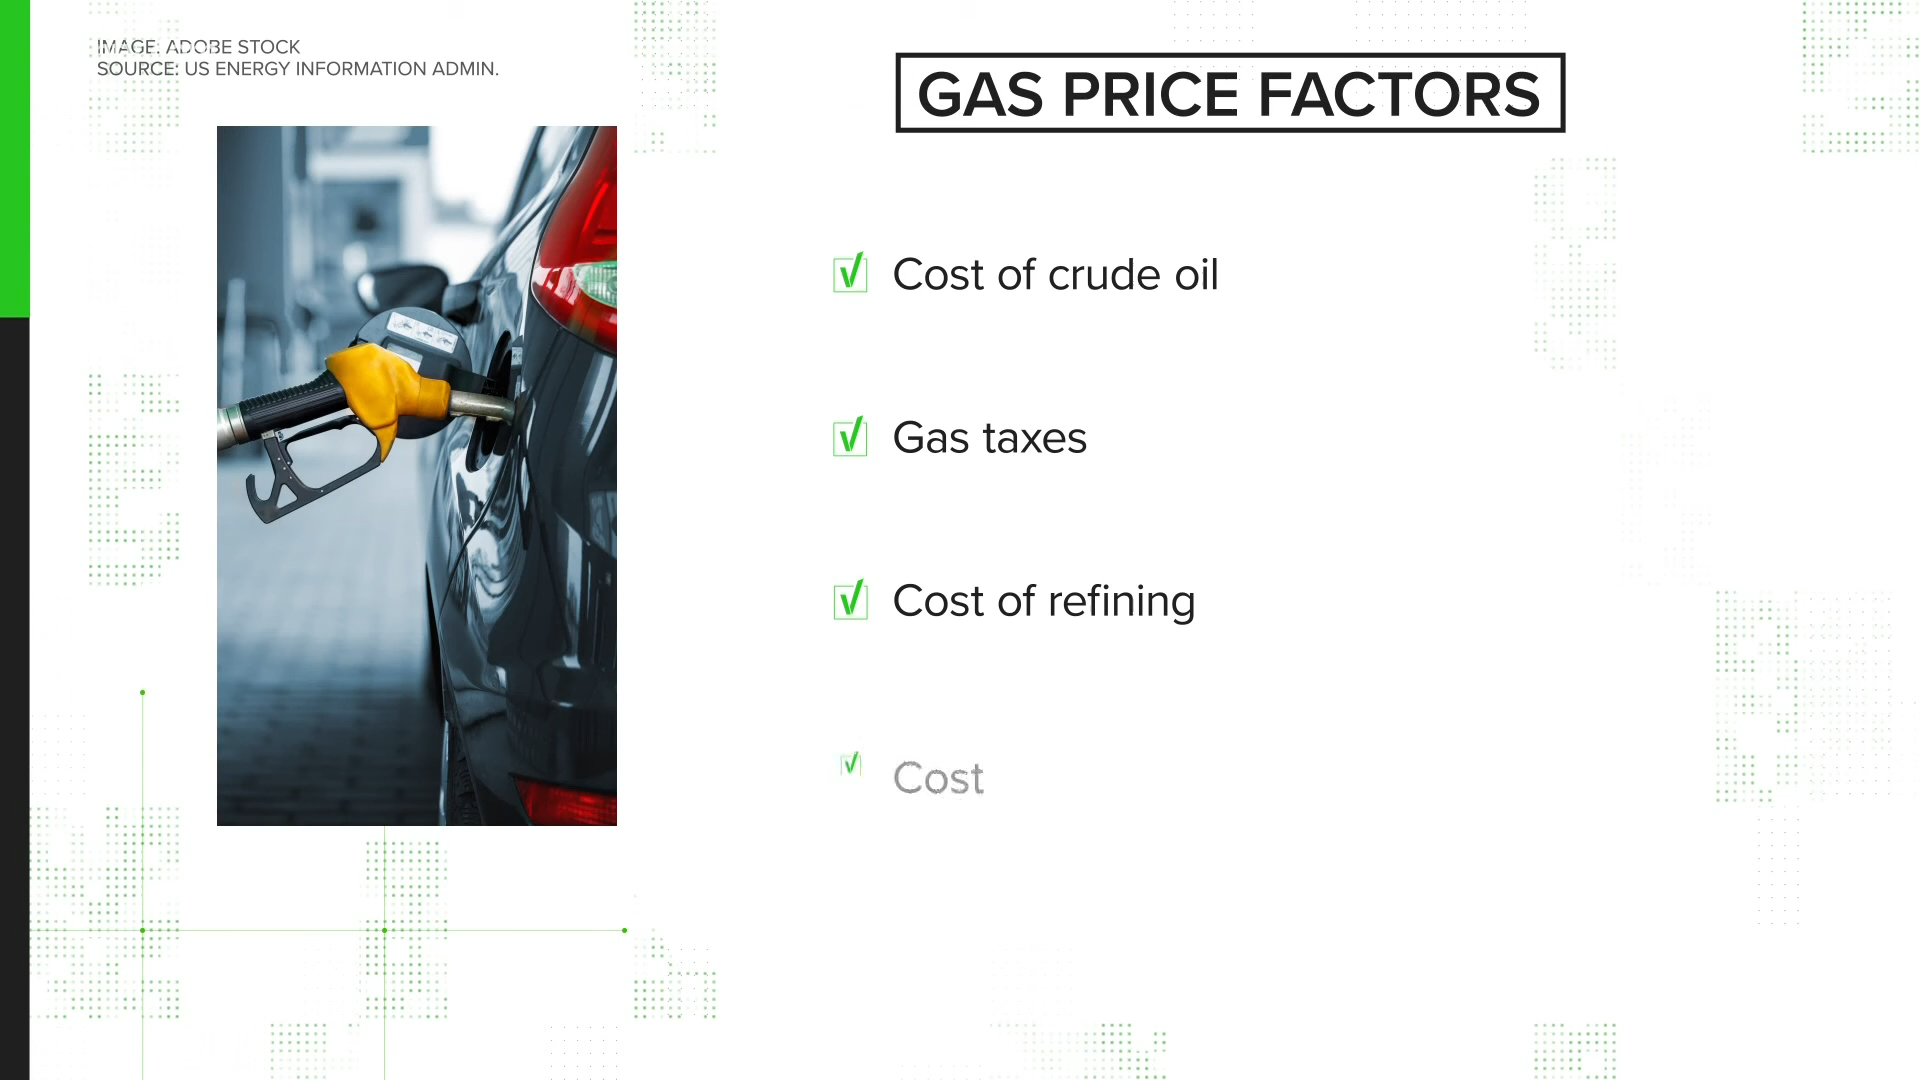 IMAGE: ADOBE STOCK
SOURCE: US ENERGY INFORMATION ADMIN.
GAS PRICE FACTORS
Cost of crude oil
Gas taxes
Cost of refining
Cost